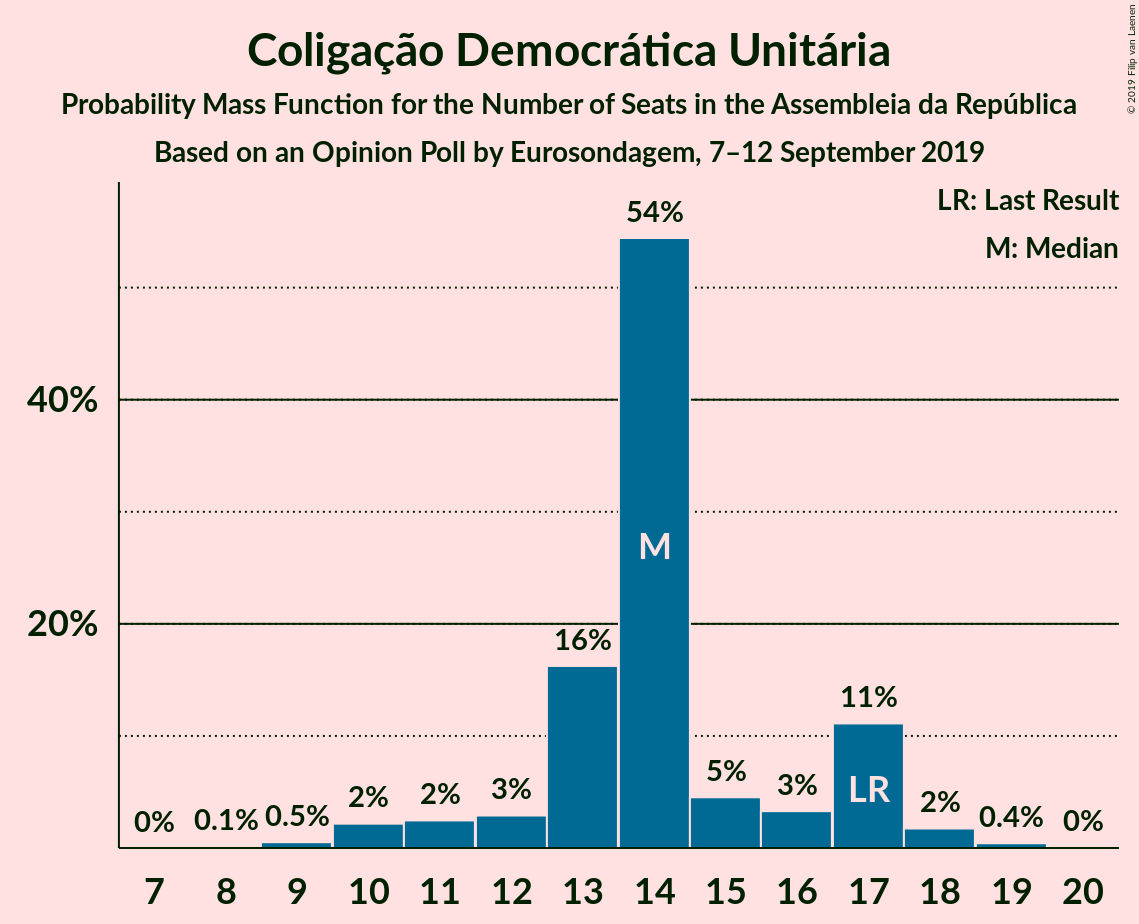 Coligação Democrática Unitária
Probability Mass Function for the Number of Seats in the Assembleia da República
Based on an Opinion Poll by Eurosondagem, 7–12 September 2019
© 2019 Filip van Laenen
LR: Last Result
M: Median
40%
20%
0%
0.1%
0.5%
2%
2%
3%
16%
54%
5%
3%
11%
2%
0.4%
0%
M
LR
7 8 9 10 11 12 13 14 15 16 17 18 19 20